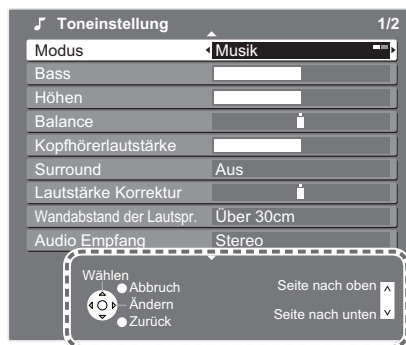 Toneinstellung 1/2
Modus Musik
Bass
Höhen
Balance
Kopfhörerlautstärke
Surround Aus
Lautstärke Korrektur
Wandabstand der Lautspr. Über 30cm
Audio Empfang Stereo
Wählen
Abbruch
Ändern
Zurück
Seite nach oben
Seite nach unten